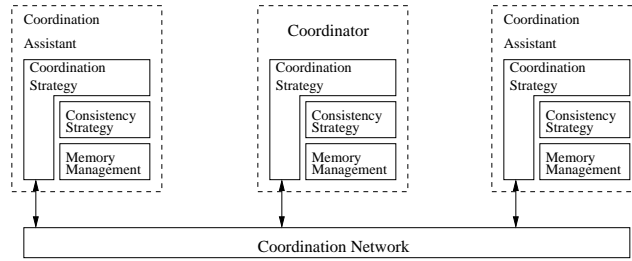 Coordination
Assistant
Coordination
Strategy
Consistency
Strategy
Memory
Management
Coordinator
Coordination
Strategy
Consistency
Strategy
Memory
Management
Coordination
Assistant
Coordination
Strategy
Consistency
Strategy
Memory
Management
Coordination Network